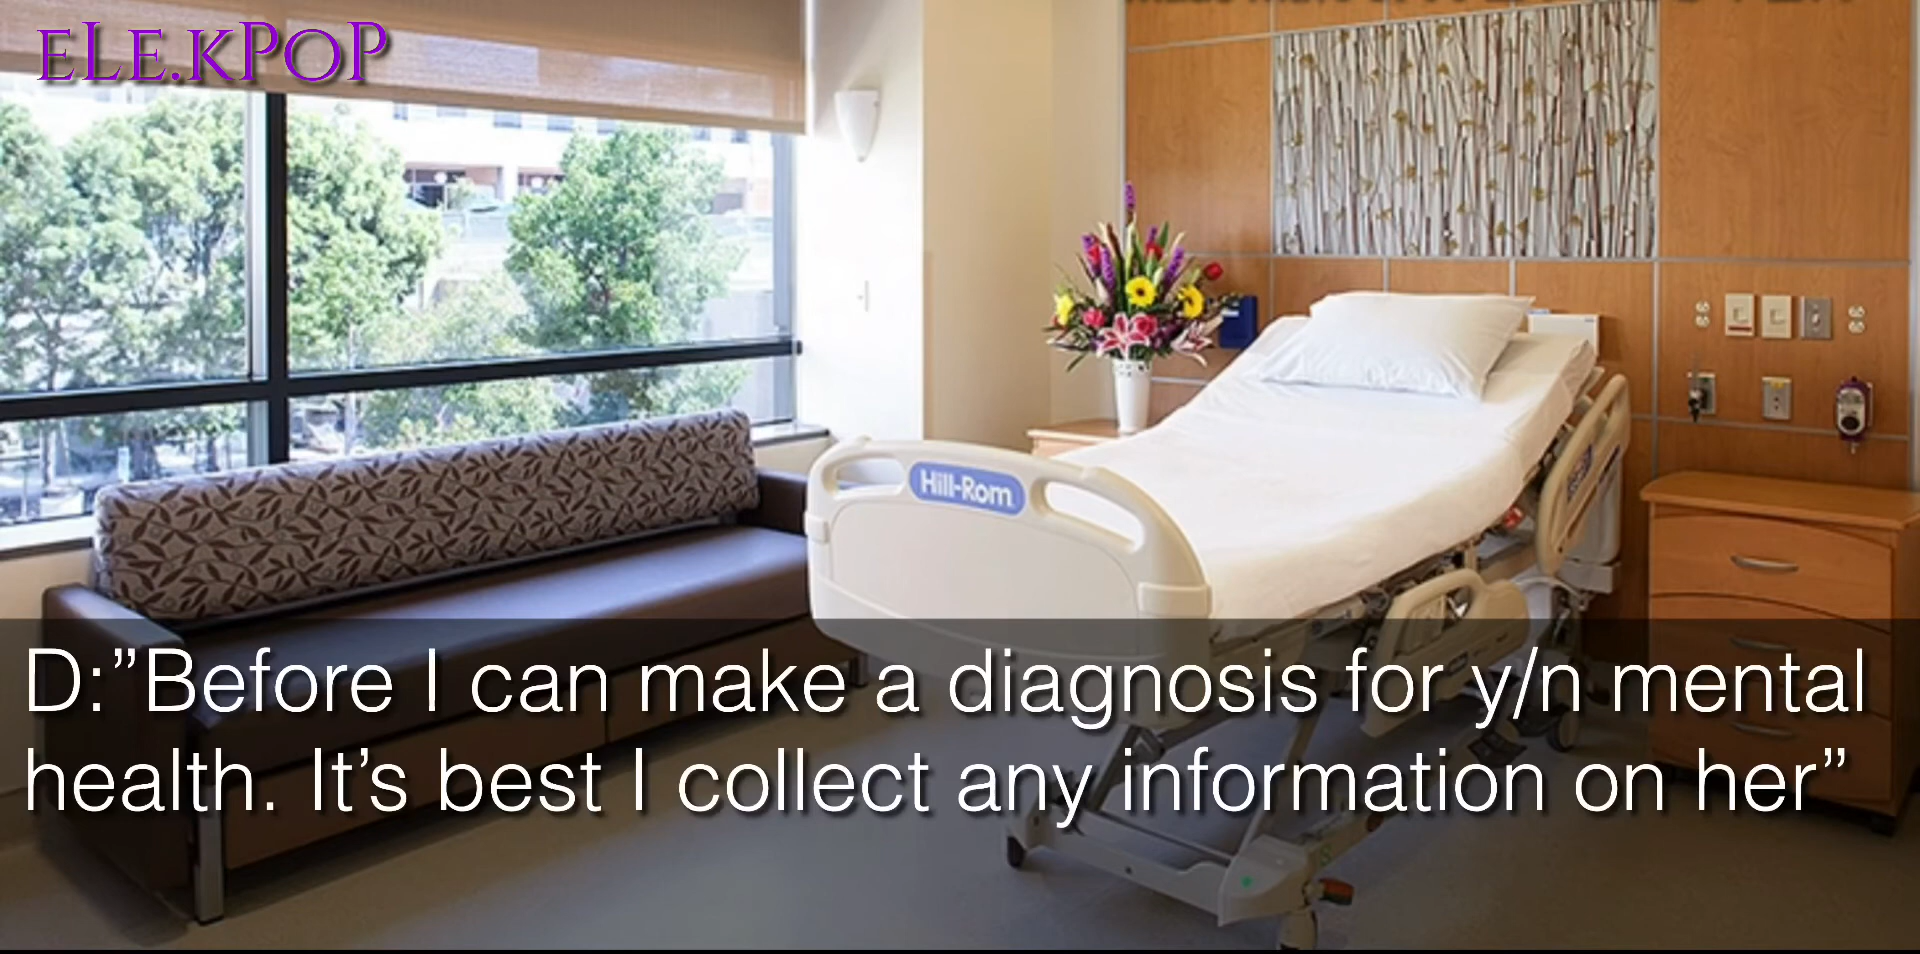 eLe.kPoP
Hill-Rom
D:”Before I can make a diagnosis for y/n mental
health. It’s best I collect any information on her”